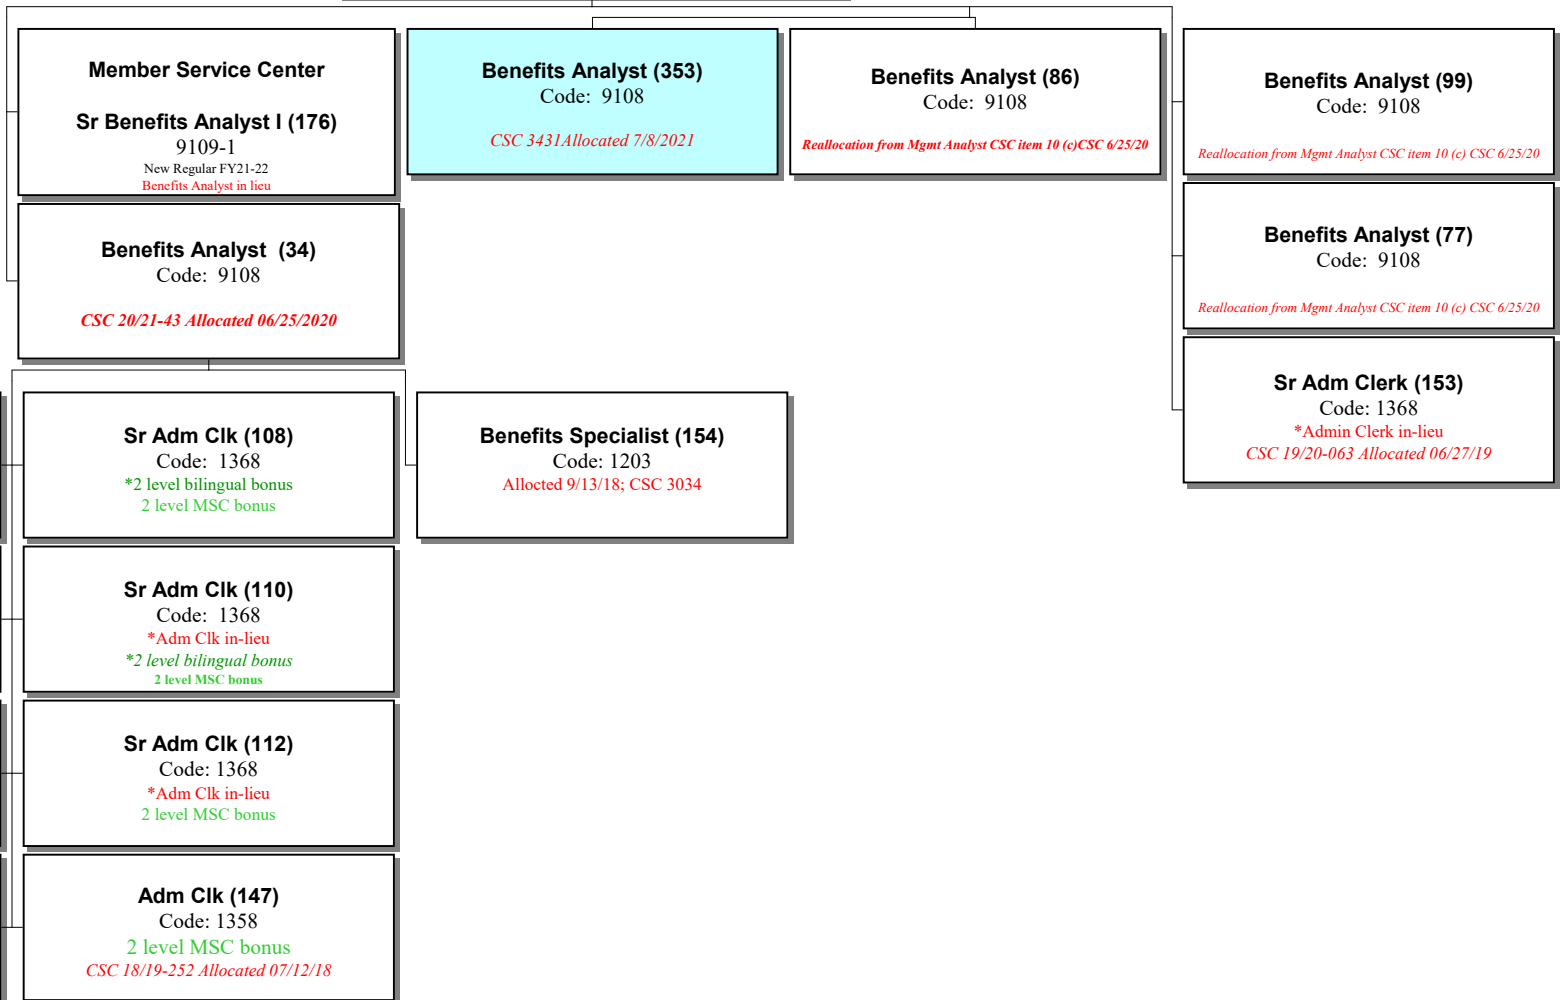 Member Service Center
Sr Benefits Analyst I (176)
9109-1
New Regular FY21-22
Benefits Analyst in lieu
Benefits Analyst (353)
Code: 9108
CSC 3431Allocated 7/8/2021
Benefits Analyst (86)
Code: 9108
Reallocation from Mgmt Analyst CSC item 10 (c)CSC 6/25/20
Benefits Analyst (99)
Code: 9108
Reallocation from Mgmt Analyst CSC item 10 (c) CSC 6/25/20
Benefits Analyst (34)
Code: 9108
CSC 20/21-43 Allocated 06/25/2020
Benefits Analyst (77)
Code: 9108
Reallocation from Mgmt Analyst CSC item 10 (c) CSC 6/25/20
Sr Adm Clerk (153)
Code: 1368
*Admin Clerk in-lieu
CSC 19/20-063 Allocated 06/27/19
Sr Adm Clk (108)
Code: 1368
*2 level bilingual bonus
2 level MSC bonus
Benefits Specialist (154)
Code: 1203
Allocted 9/13/18; CSC 3034
Sr Adm Clk (110)
Code: 1368
*Adm Clk in-lieu
*2 level bilingual bonus
2 level MSC bonus
Sr Adm Clk (112)
Code: 1368
*Adm Clk in-lieu
2 level MSC bonus
Adm Clk (147)
Code: 1358
2 level MSC bonus
CSC 18/19-252 Allocated 07/12/18